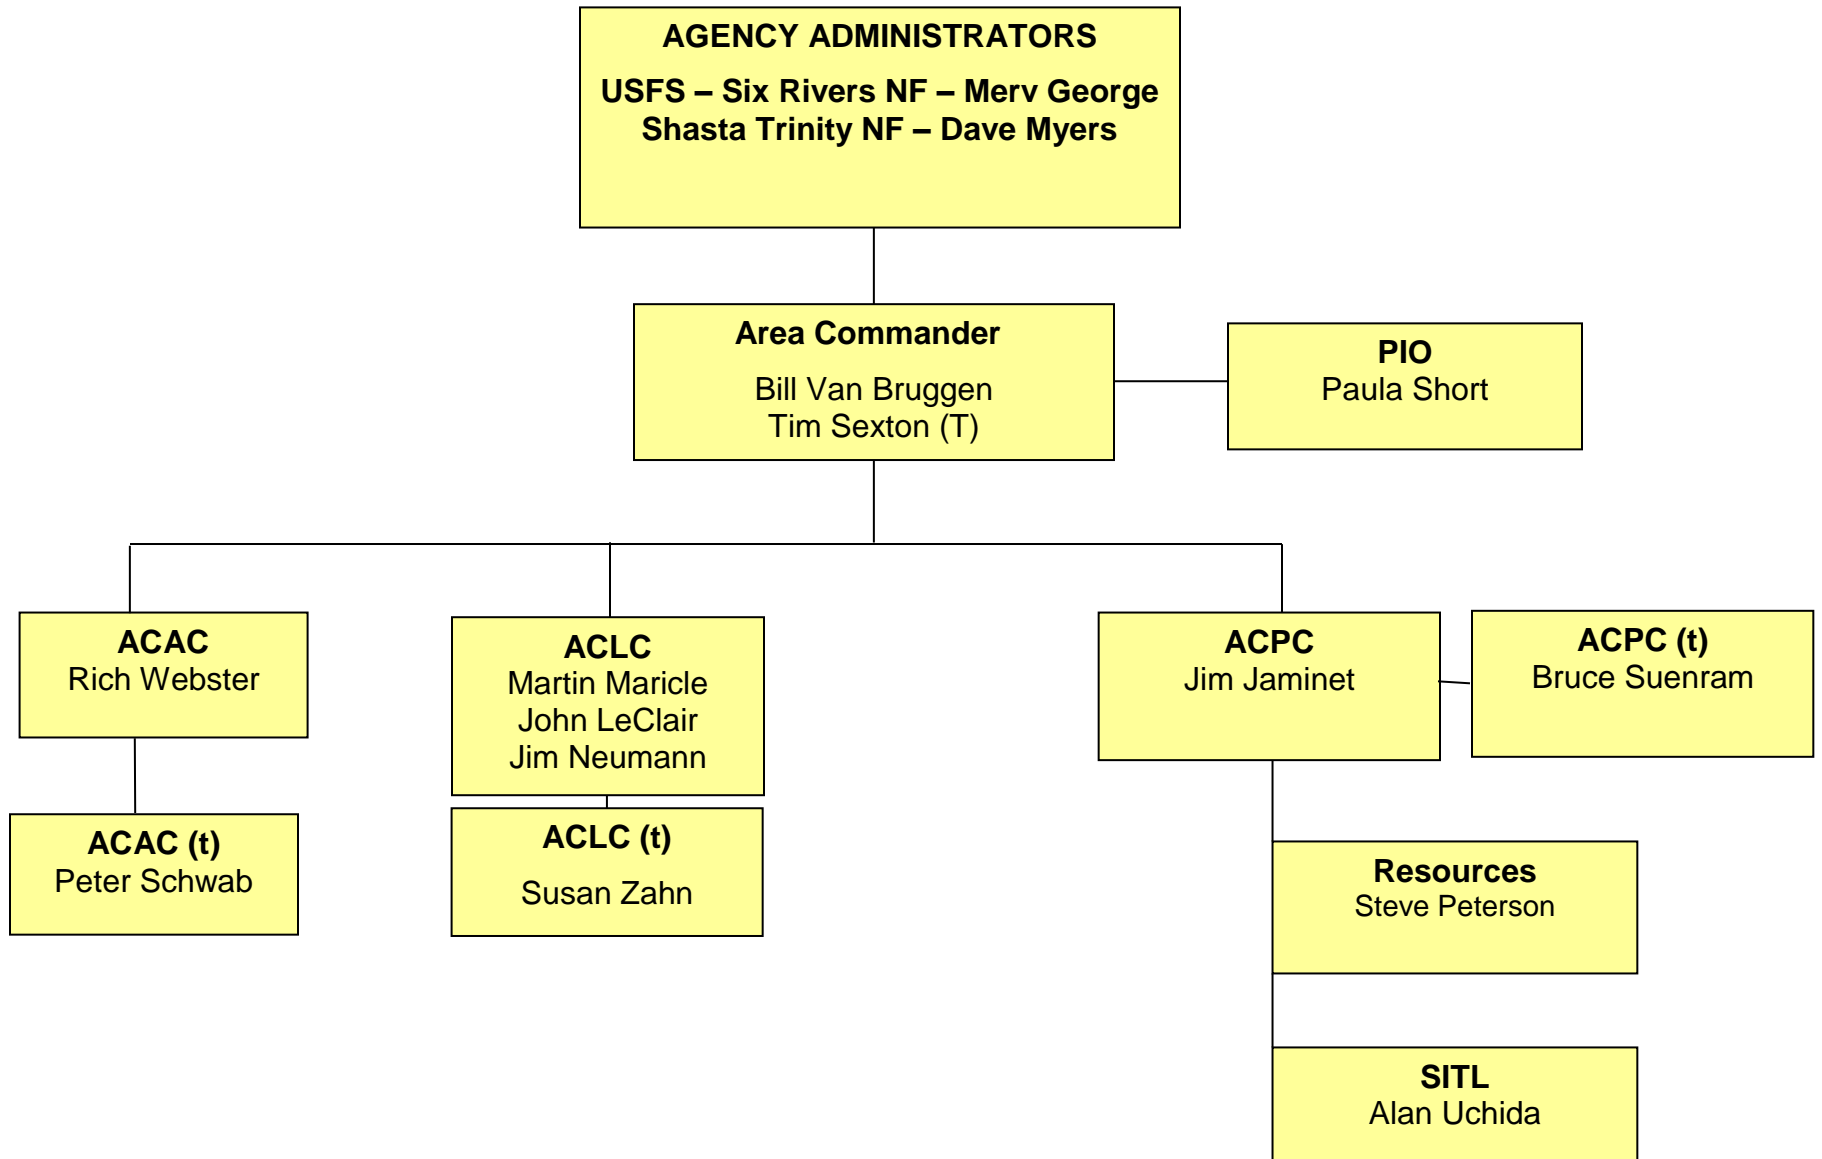 AGENCY ADMINISTRATORS
USFS – Six Rivers NF – Merv George
Shasta Trinity NF – Dave Myers
Area Commander
Bill Van Bruggen
Tim Sexton (T)
PIO
Paula Short
ACAC
Rich Webster
ACLC
Martin Maricle
John LeClair
Jim Neumann
ACPC
Jim Jaminet
ACPC (t)
Bruce Suenram
ACAC (t)
Peter Schwab
ACLC (t)
Susan Zahn
Resources
Steve Peterson
SITL
Alan Uchida